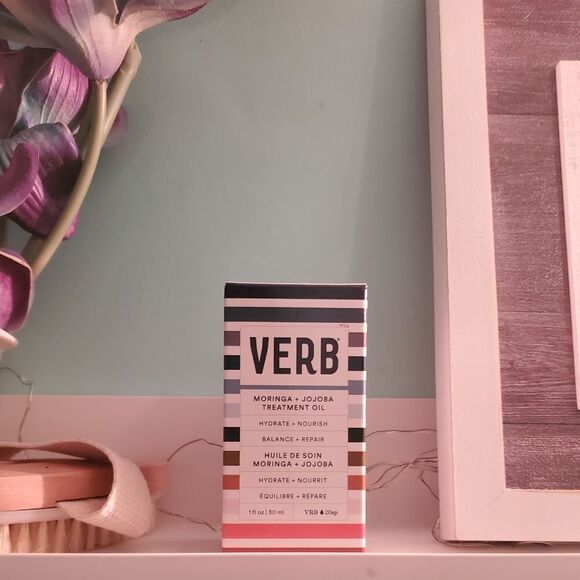 VERB
MORINGA + JOJOBA
TREATMENT OIL
HYDRATE + NOURISH
BALANCE + REPAIR
HUILE DE SOIN
MORINGA + JOJOBA
HYDRATE + NOURRIT
ÉQUILIBRE + RÉPARE
1 fl oz | 30 ml